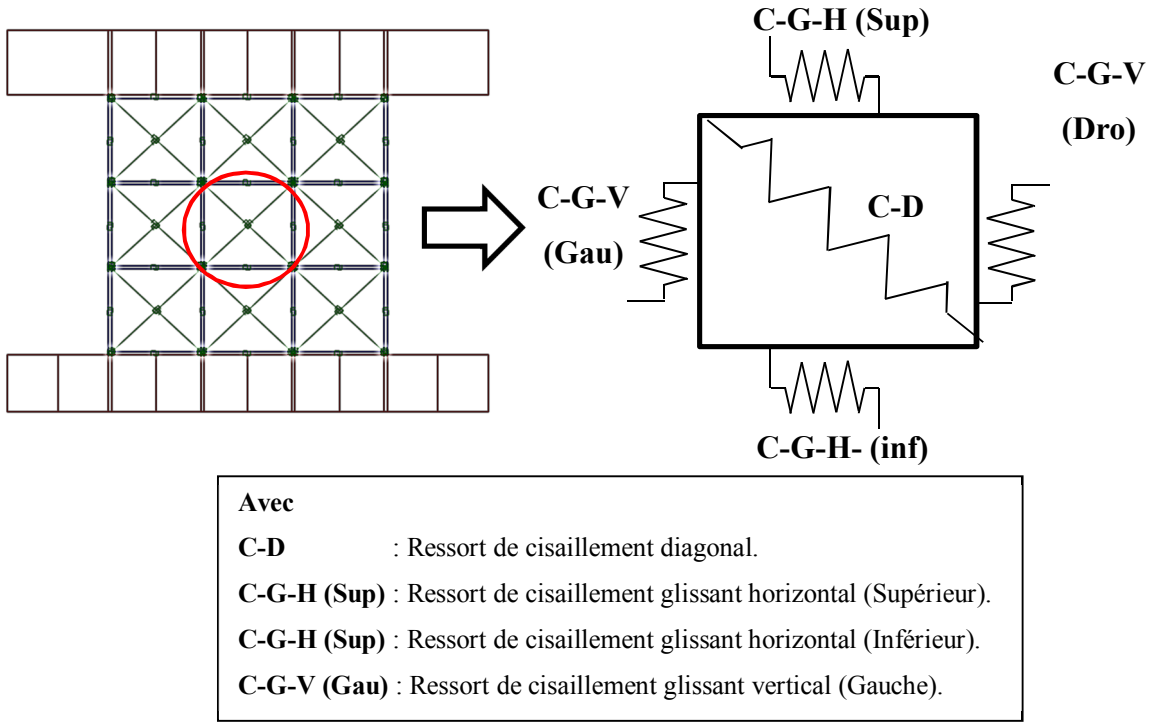 C-G-H (Sup)
C-G-V
(Dro)
C-G-V
(Gau)
C-D
C-G-H- (inf)
Avec
C-D : Ressort de cisaillement diagonal.
C-G-H (Sup) : Ressort de cisaillement glissant horizontal (Supérieur).
C-G-H (Sup) : Ressort de cisaillement glissant horizontal (Inférieur).
C-G-V (Gau) : Ressort de cisaillement glissant vertical (Gauche).